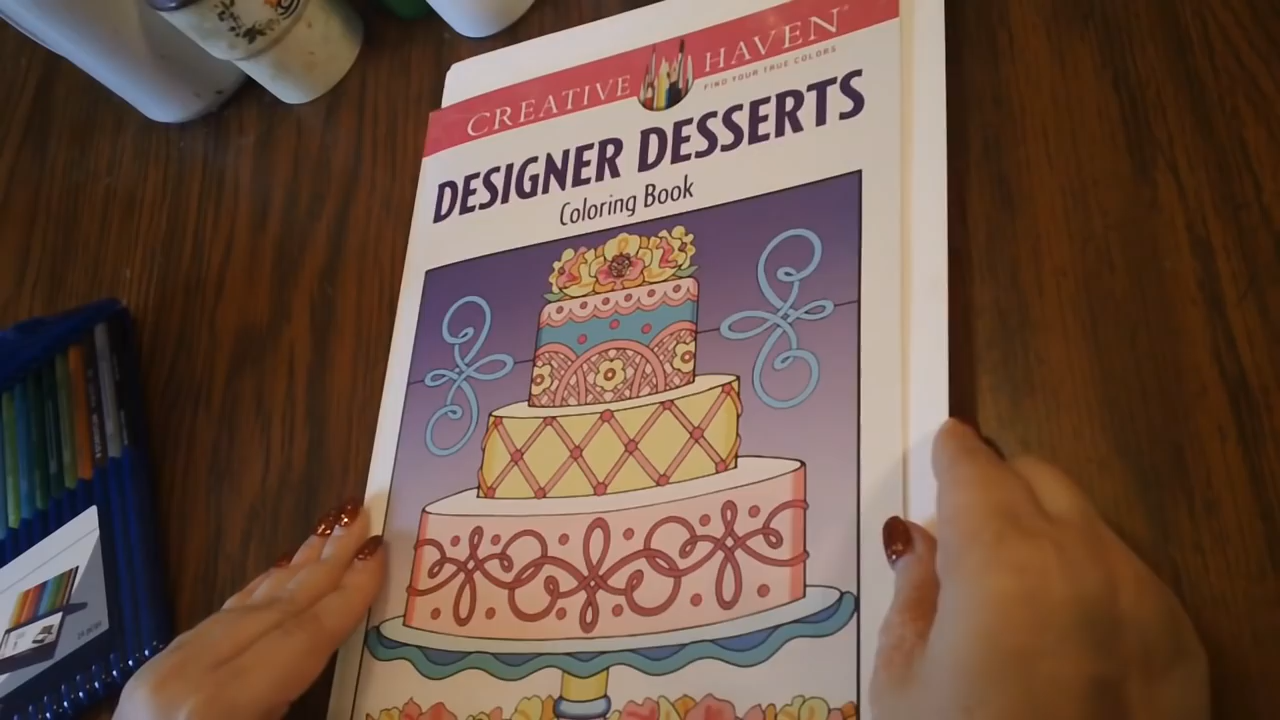 CREATIVE HAVEN
FIND YOUR TRUE COLORS
DESIGNER DESSERTS
Coloring Book